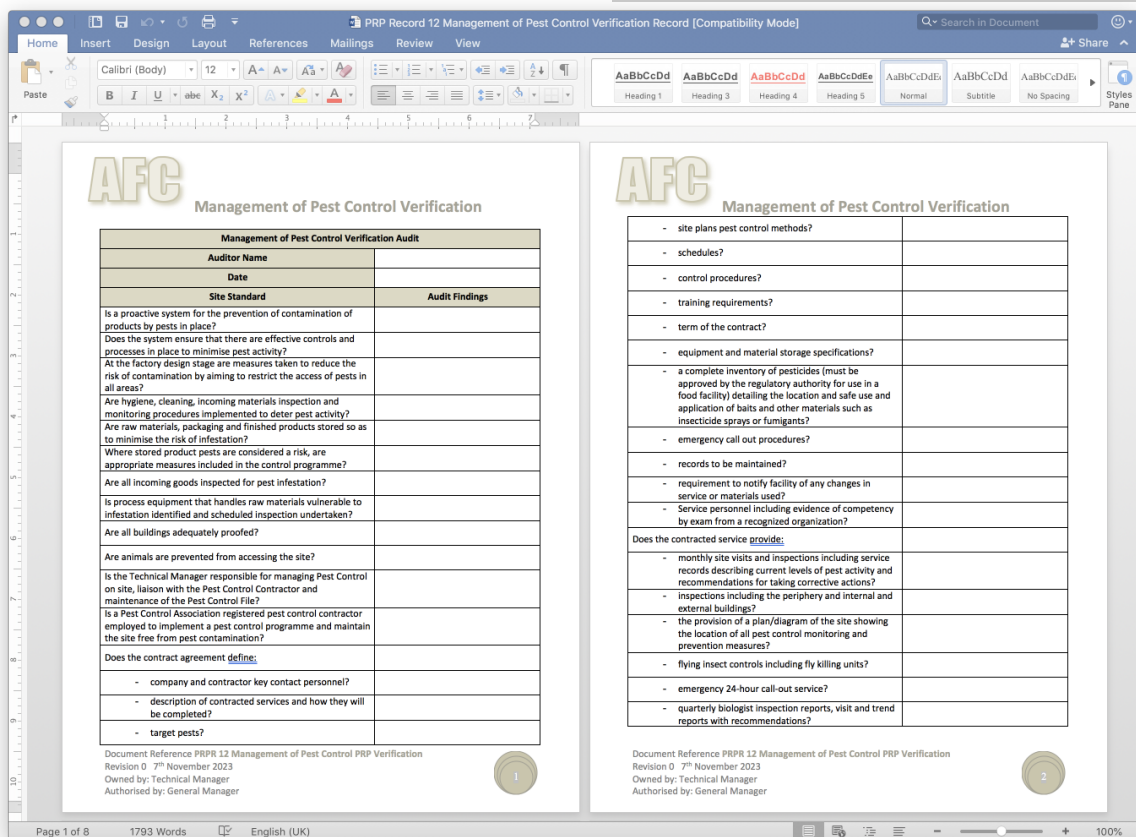 PRP Record 12 Management of Pest Control Verification Record [Compatibility Mode]
Search in Document
Home Insert Design Layout References Mailings Review View
Share
Paste
Calibri (Body) 12
B I U abc X₂ X²
AaBbCcDd AaBbCcDd AaBbCcDd AaBbCcDdEe AaBbCcDdEe AaBbCcDd AaBbCcDdEe
Heading 1 Heading 3 Heading 4 Heading 5 Normal Subtitle No Spacing
Styles
Pane
1 2 3 4 5 6 7
AFC
Management of Pest Control Verification
Management of Pest Control Verification Audit
Auditor Name
Date
Site Standard Audit Findings
Is a proactive system for the prevention of contamination of
products by pests in place?
Does the system ensure that there are effective controls and
processes in place to minimise pest activity?
At the factory design stage are measures taken to reduce the
risk of contamination by aiming to restrict the access of pests in
all areas?
Are hygiene, cleaning, incoming materials inspection and
monitoring procedures implemented to deter pest activity?
Are raw materials, packaging and finished products stored so as
to minimise the risk of infestation?
Where stored product pests are considered a risk, are
appropriate measures included in the control programme?
Are all incoming goods inspected for pest infestation?
Is process equipment that handles raw materials vulnerable to
infestation identified and scheduled inspection undertaken?
Are all buildings adequately proofed?
Are animals are prevented from accessing the site?
Is the Technical Manager responsible for managing Pest Control
on site, liaison with the Pest Control Contractor and
maintenance of the Pest Control File?
Is a Pest Control Association registered pest control contractor
employed to implement a pest control programme and maintain
the site free from pest contamination?
Does the contract agreement define:
- company and contractor key contact personnel?
- description of contracted services and how they will
be completed?
- target pests?
Document Reference PRPR 12 Management of Pest Control PRP Verification
Revision 0 7th November 2023
Owned by: Technical Manager
Authorised by: General Manager
1
AFC
Management of Pest Control Verification
- site plans pest control methods?
- schedules?
- control procedures?
- training requirements?
- term of the contract?
- equipment and material storage specifications?
- a complete inventory of pesticides (must be
approved by the regulatory authority for use in a
food facility) detailing the location and safe use and
application of baits and other materials such as
insecticide sprays or fumigants?
- emergency call out procedures?
- records to be maintained?
- requirement to notify facility of any changes in
service or materials used?
- Service personnel including evidence of competency
by exam from a recognized organization?
Does the contracted service provide:
- monthly site visits and inspections including service
records describing current levels of pest activity and
recommendations for taking corrective actions?
- inspections including the periphery and internal and
external buildings?
- the provision of a plan/diagram of the site showing
the location of all pest control monitoring and
prevention measures?
- flying insect controls including fly killing units?
- emergency 24-hour call-out service?
- quarterly biologist inspection reports, visit and trend
reports with recommendations?
Document Reference PRPR 12 Management of Pest Control PRP Verification
Revision 0 7th November 2023
Owned by: Technical Manager
Authorised by: General Manager
2
Page 1 of 8 1793 Words English (UK) 100%